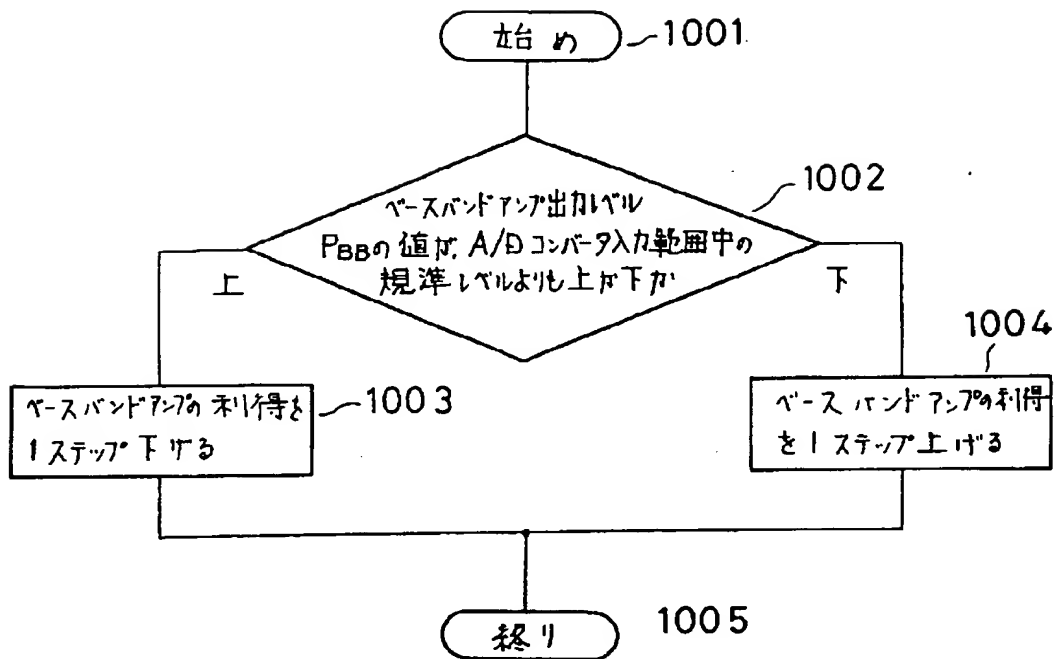 始め
1001
ベースバンドアンプ出力レベル
PBBの値が、A/Dコンバータ入力範囲中の
規準レベルよりも上か下か
1002
上
下
1004
ベースバンドアンプの利得を
1ステップ下げる
1003
ベースバンドアンプの利得
を1ステップ上げる
終り
1005